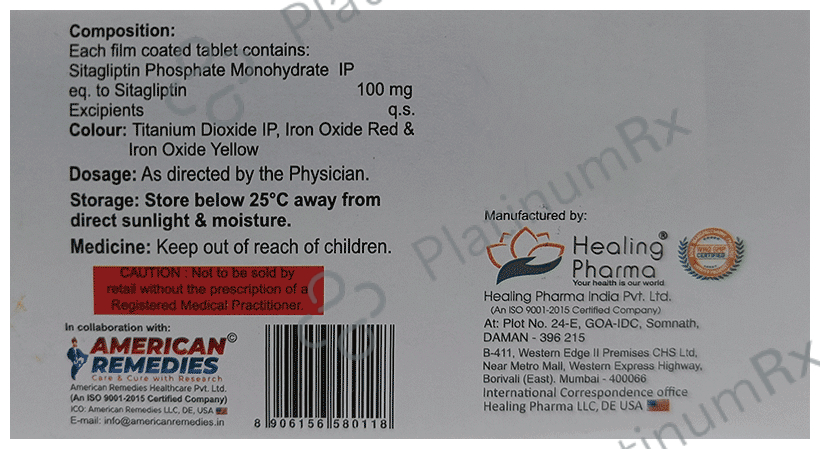 Composition:
Each film coated tablet contains:
Sitagliptin Phosphate Monohydrate IP
eq. to Sitagliptin 100 mg
Excipients q.s.
Colour: Titanium Dioxide IP, Iron Oxide Red &
Iron Oxide Yellow
Dosage: As directed by the Physician.
Storage: Store below 25°C away from
direct sunlight & moisture.
Medicine: Keep out of reach of children.
CAUTION : Not to be sold by
retail without the prescription of a
Registered Medical Practitioner.
In collaboration with:
AMERICAN©
REMEDIES
Care & Cure with Research
American Remedies Healthcare Pvt. Ltd.
(An ISO 9001-2015 Certified Company)
ICO: American Remedies LLC, DE, USA
E-mail: info@americanremedies.in
8 906156 580118
Manufactured by:
Healing®
Pharma
Your health is our world
CERTIFIED
Healing Pharma India Pvt. Ltd.
(An ISO 9001-2015 Certified Company)
At: Plot No. 24-E, GOA-IDC, Somnath,
DAMAN - 396 215
B-411, Western Edge II Premises CHS Ltd,
Near Metro Mall, Western Express Highway,
Borivali (East). Mumbai - 400066
International Correspondence office
Healing Pharma LLC, DE USA
PlatinumRx
PlatinumRx
PlatinumRx